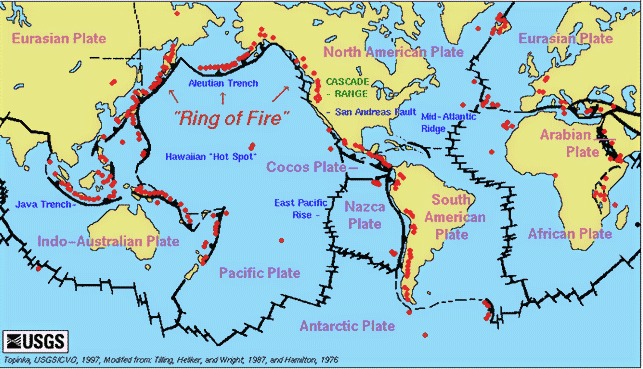 Eurasian Plate
North American Plate
Eurasian Plate
Aleutian Trench
CASCADE
- RANGE
"Ring of Fire"
San Andreas Fault
Mid-Atlantic
Ridge
Arabian
Plate
Hawaiian "Hot Spot"
Cocos Plate
Java Trench
East Pacific
Rise -
Nazca
Plate
South
American
Plate
Indo-Australian Plate
African Plate
Pacific Plate
Antarctic Plate
USGS
Topinka, USGS/CVO, 1997, Modified from: Tilling, Heliker, and Wright, 1987, and Hamilton, 1976